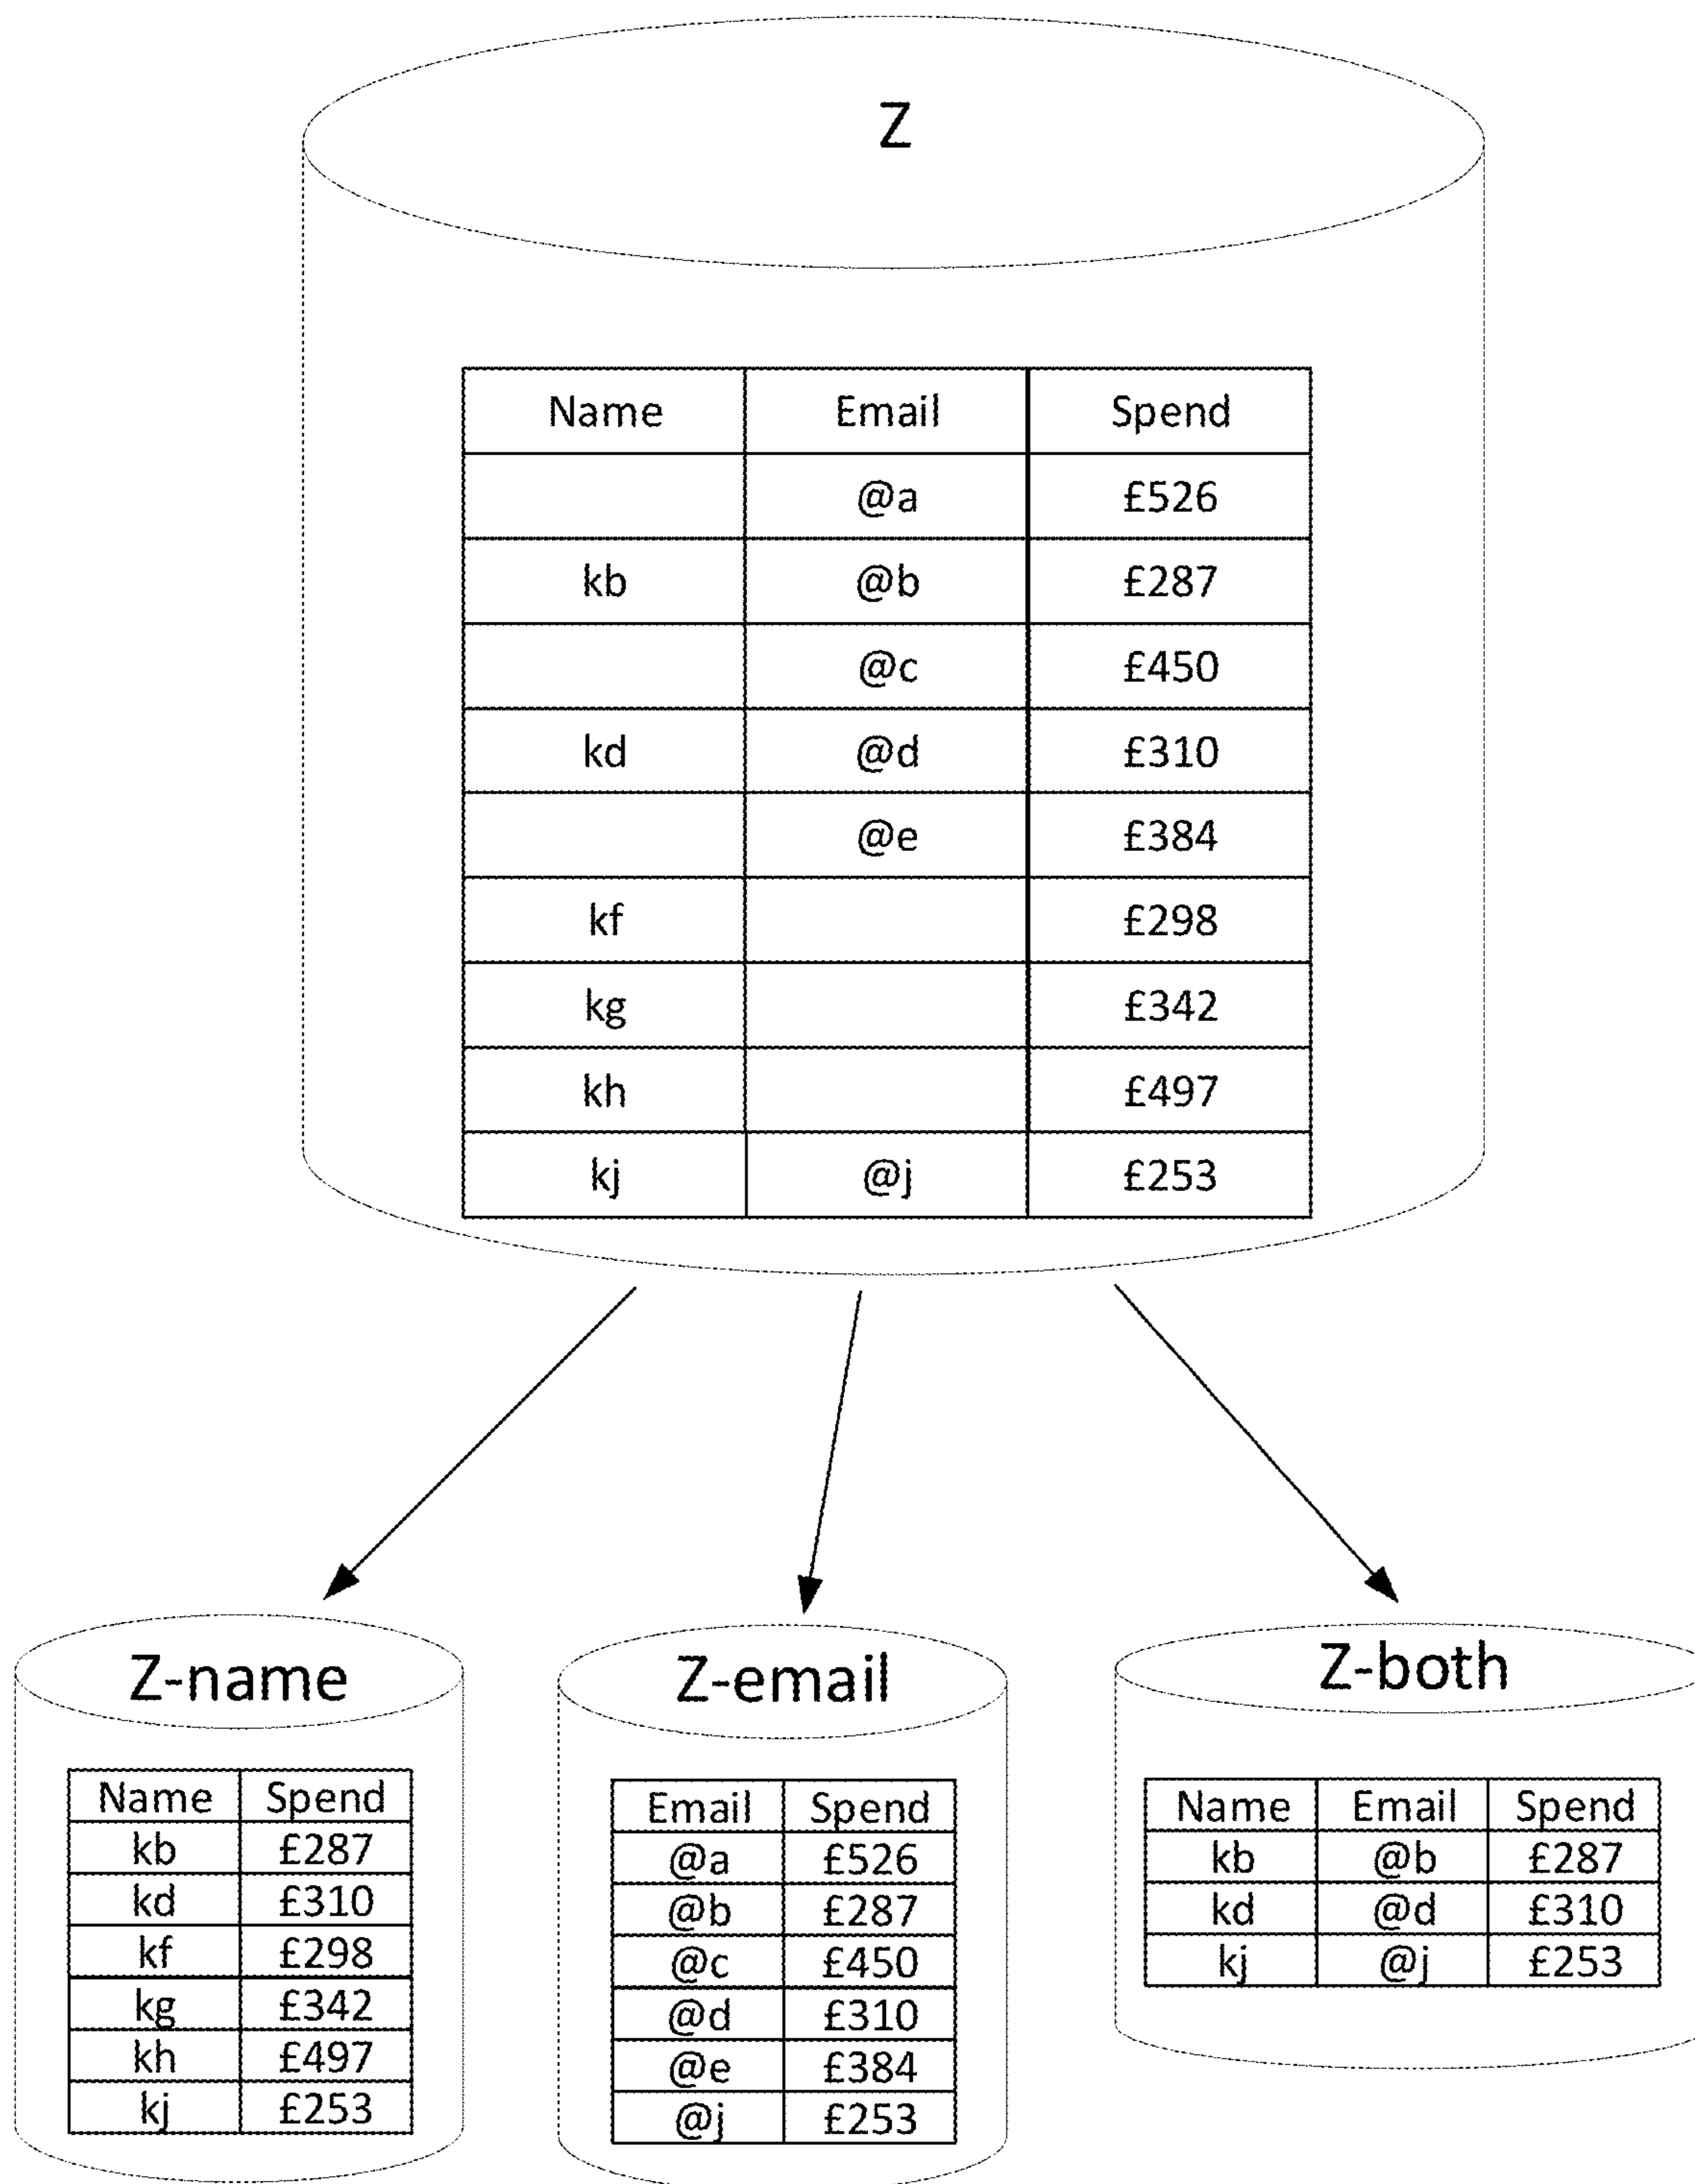 Z
Name Email Spend
@a £526
kb @b £287
@c £450
kd @d £310
@e £384
kf £298
kg £342
kh £497
kj @j £253
Z-name
Name Spend
kb £287
kd £310
kf £298
kg £342
kh £497
kj £253
Z-email
Email Spend
@a £526
@b £287
@c £450
@d £310
@e £384
@j £253
Z-both
Name Email Spend
kb @b £287
kd @d £310
kj @j £253